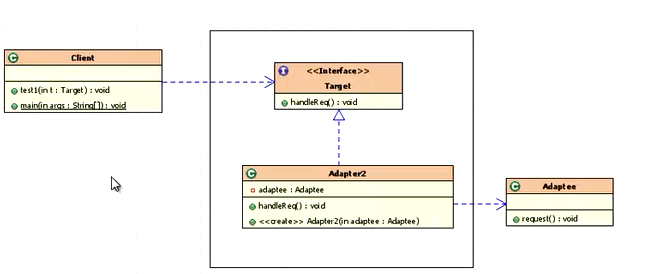 Client
test1(in t : Target) : void
main(in args : String[]) : void
<<Interface>>
Target
handleReq() : void
Adapter2
adaptee : Adaptee
handleReq() : void
<<create>> Adapter2(in adaptee : Adaptee)
Adaptee
request() : void